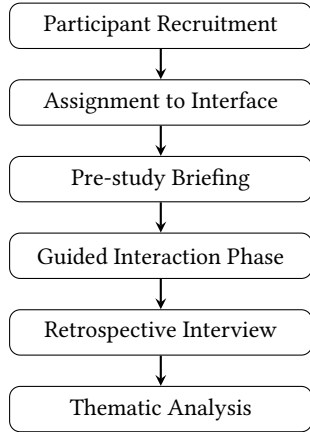 Participant Recruitment
Assignment to Interface
Pre-study Briefing
Guided Interaction Phase
Retrospective Interview
Thematic Analysis